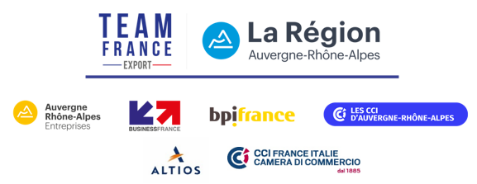 TEAM
FRANCE
EXPORT
La Région
Auvergne-Rhône-Alpes
Auvergne
Rhône-Alpes
Entreprises
BUSINESSFRANCE
bpifrance
LES CCI
D'AUVERGNE-RHÔNE-ALPES
ALTIOS
CCI FRANCE ITALIE
CAMERA DI COMMERCIO
dal 1885